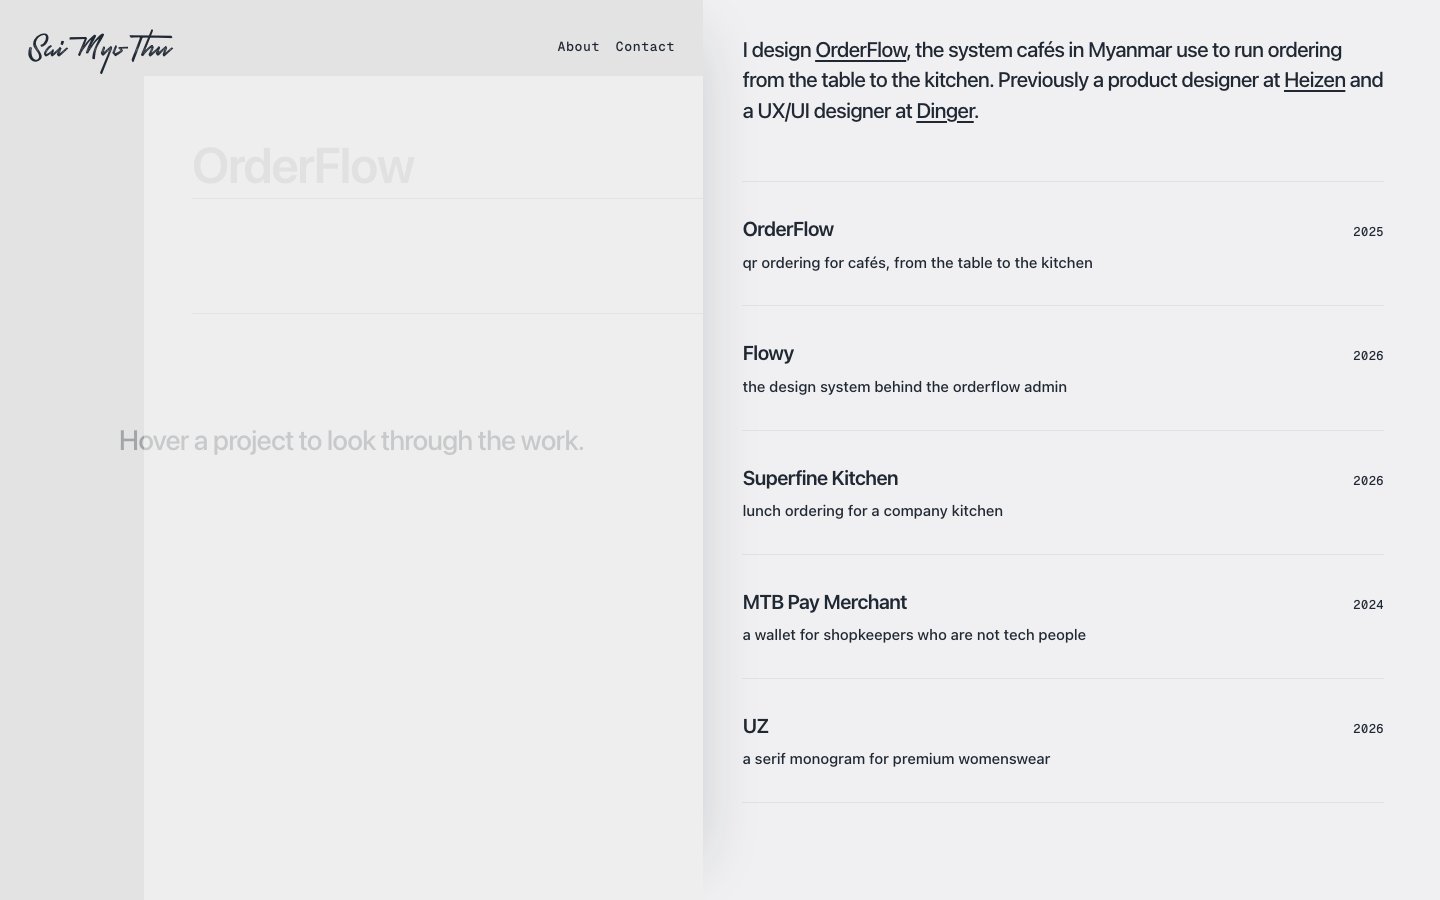 Sai Myo Thu
About Contact
OrderFlow
Hover a project to look through the work.
I design OrderFlow, the system cafés in Myanmar use to run ordering
from the table to the kitchen. Previously a product designer at Heizen and
a UX/UI designer at Dinger.
OrderFlow 2025
qr ordering for cafés, from the table to the kitchen
Flowy 2026
the design system behind the orderflow admin
Superfine Kitchen 2026
lunch ordering for a company kitchen
MTB Pay Merchant 2024
a wallet for shopkeepers who are not tech people
UZ 2026
a serif monogram for premium womenswear